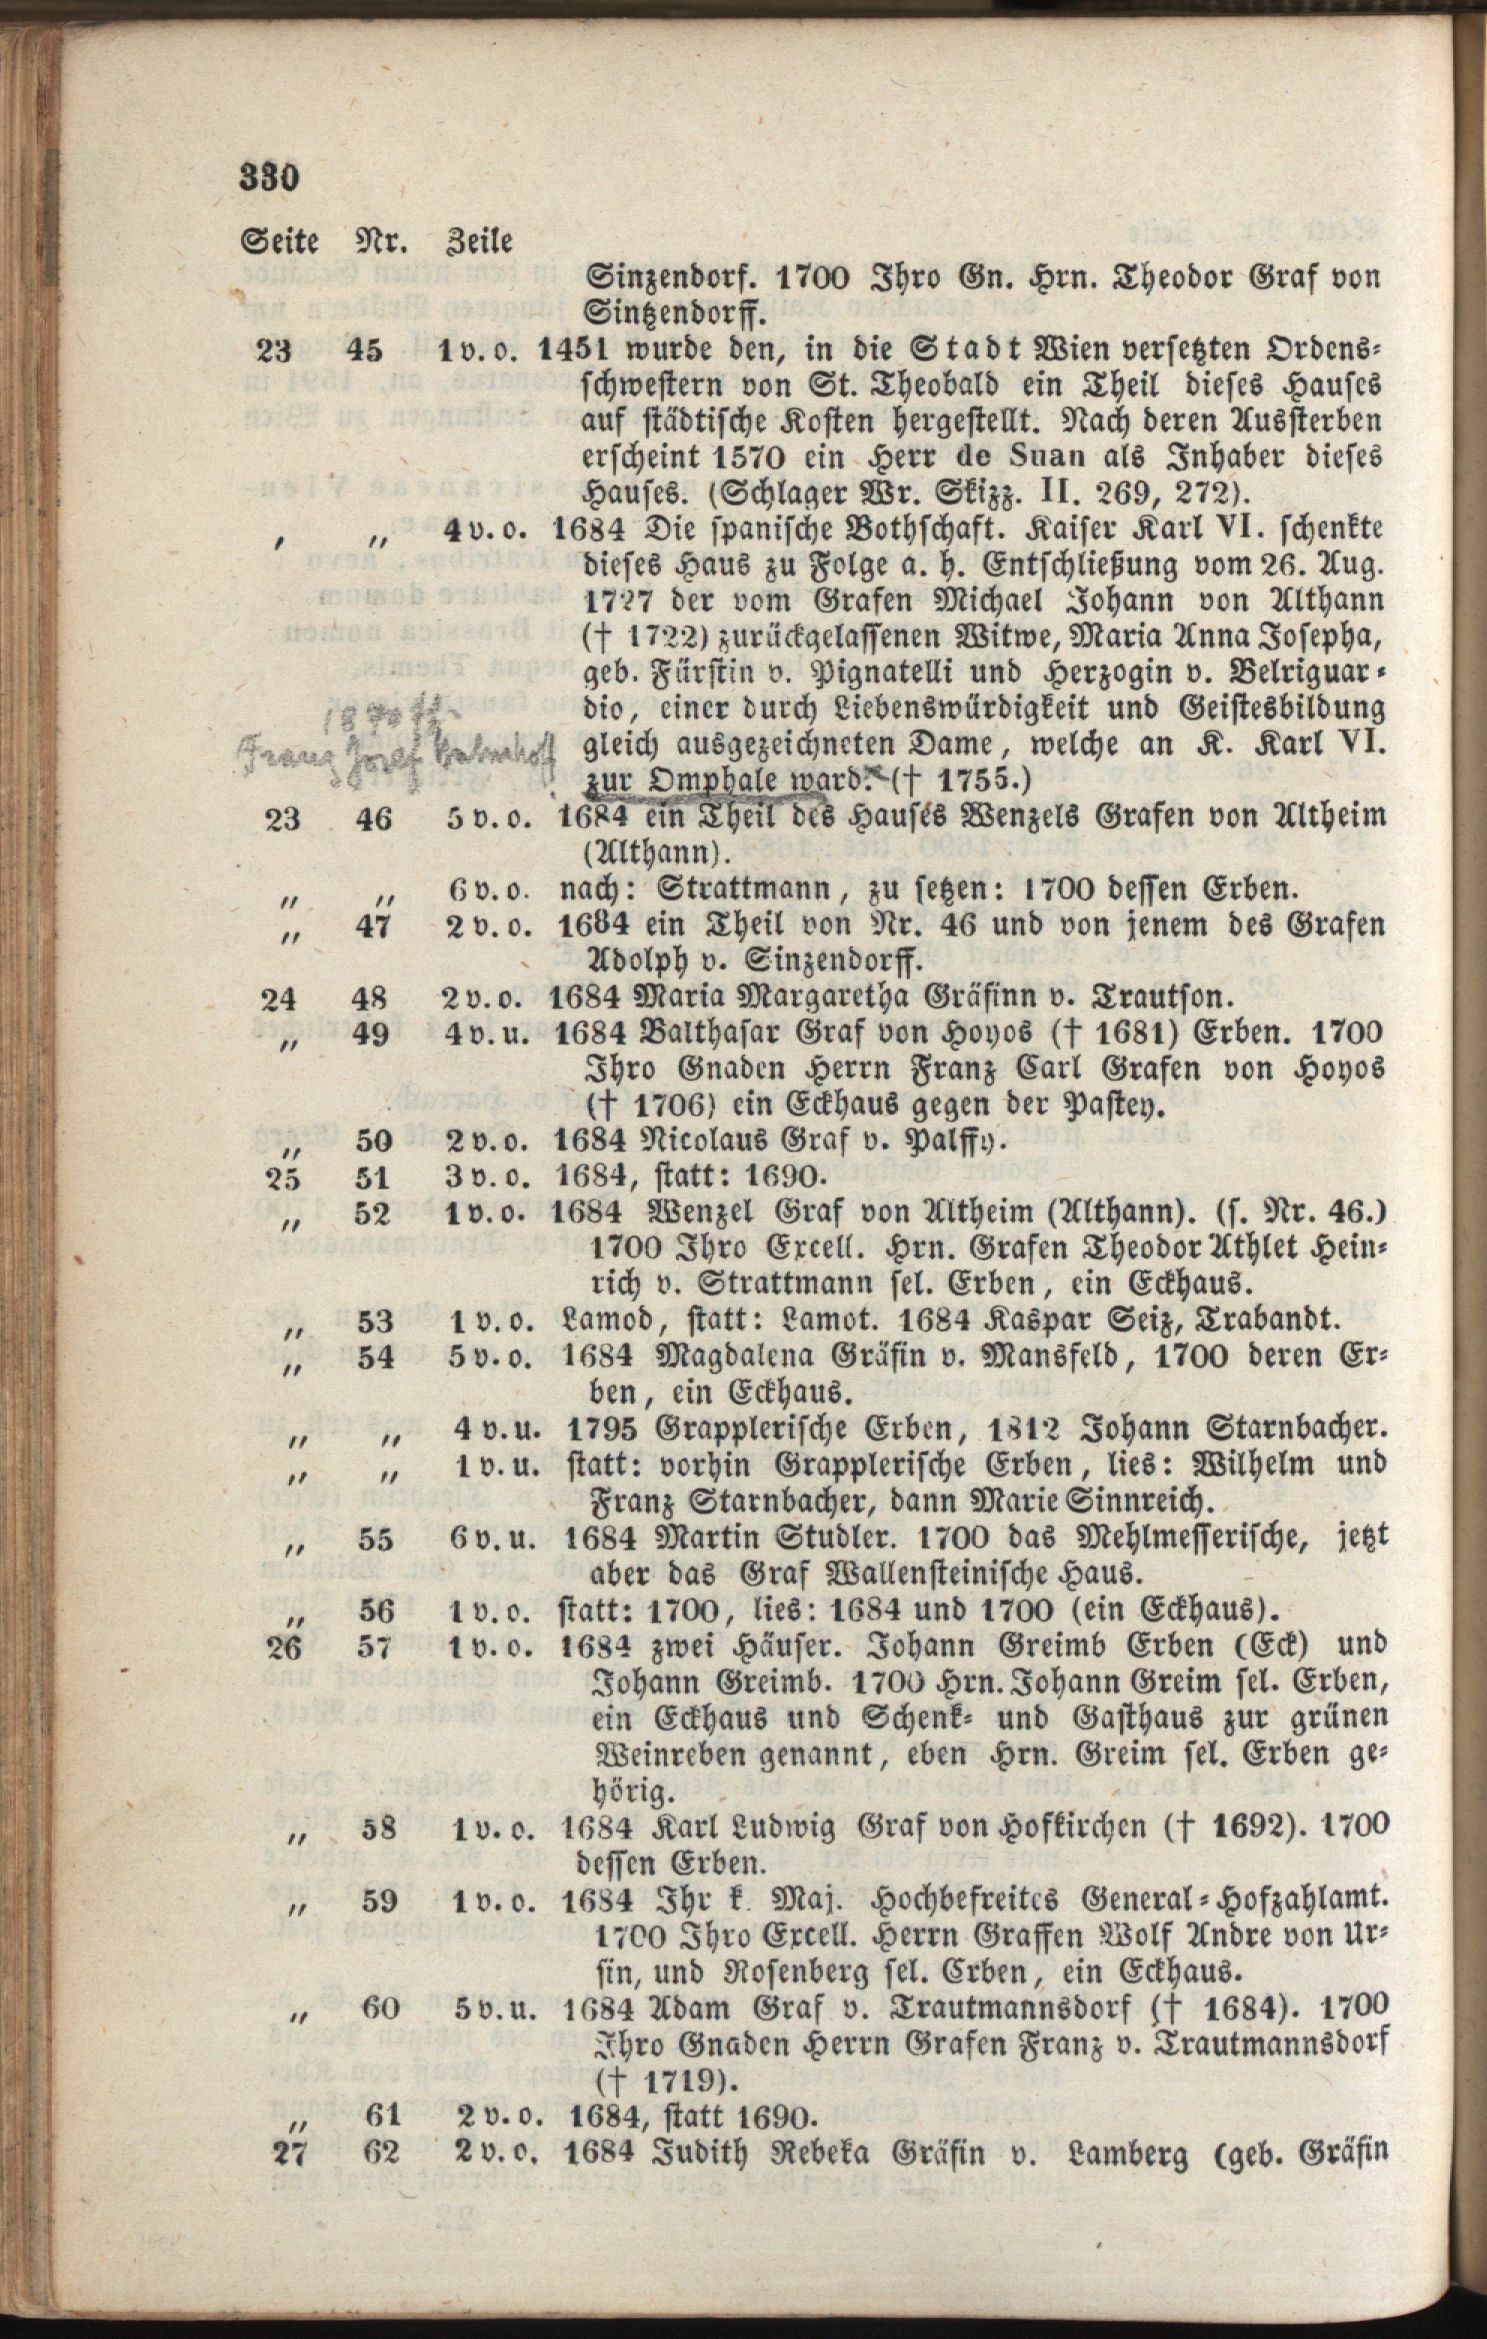 330
Seite Nr. Zeile
Sinzendorf. 1700 Ihro Gn. Hrn. Theodor Graf von
Sintzendorff.
23 45 1 v. o. 1451 wurde den, in die Stadt Wien versetzten Ordens-
schwestern von St. Theobald ein Theil dieses Hauses
auf städtische Kosten hergestellt. Nach deren Aussterben
erscheint 1570 ein Herr de Suan als Inhaber dieses
Hauses. (Schlager Wr. Skizz. II. 269, 272).
, „ 4 v. o. 1684 Die spanische Bothschaft. Kaiser Karl VI. schenkte
dieses Haus zu Folge a. h. Entschließung vom 26. Aug.
1727 der vom Grafen Michael Johann von Althann
(† 1722) zurückgelassenen Witwe, Maria Anna Josepha,
geb. Fürstin v. Pignatelli und Herzogin v. Belriguar-
dio, einer durch Liebenswürdigkeit und Geistesbildung
gleich ausgezeichneten Dame, welche an K. Karl VI.
zur Omphale ward. († 1755.)
Franz Josef Bahnhof
23 46 5 v. o. 1684 ein Theil des Hauses Wenzels Grafen von Altheim
(Althann).
„ „ 6 v. o. nach: Strattmann, zu setzen: 1700 dessen Erben.
„ 47 2 v. o. 1684 ein Theil von Nr. 46 und von jenem des Grafen
Adolph v. Sinzendorff.
24 48 2 v. o. 1684 Maria Margaretha Gräfinn v. Trautson.
„ 49 4 v. u. 1684 Balthasar Graf von Hoyos († 1681) Erben. 1700
Ihro Gnaden Herrn Franz Carl Grafen von Hoyos
(† 1706) ein Eckhaus gegen der Pastey.
„ 50 2 v. o. 1684 Nicolaus Graf v. Palffy.
25 51 3 v. o. 1684, statt: 1690.
„ 52 1 v. o. 1684 Wenzel Graf von Altheim (Althann). (s. Nr. 46.)
1700 Ihro Excell. Hrn. Grafen Theodor Athlet Hein-
rich v. Strattmann sel. Erben, ein Eckhaus.
„ 53 1 v. o. Lamod, statt: Lamot. 1684 Kaspar Seiz, Trabandt.
„ 54 5 v. o. 1684 Magdalena Gräfin v. Mansfeld, 1700 deren Er-
ben, ein Eckhaus.
„ „ 4 v. u. 1795 Grapplerische Erben, 1812 Johann Starnbacher.
„ „ 1 v. u. statt: vorhin Grapplerische Erben, lies: Wilhelm und
Franz Starnbacher, dann Marie Sinnreich.
„ 55 6 v. u. 1684 Martin Studler. 1700 das Mehlmesserische, jetzt
aber das Graf Wallensteinische Haus.
„ 56 1 v. o. statt: 1700, lies: 1684 und 1700 (ein Eckhaus).
26 57 1 v. o. 1684 zwei Häuser. Johann Greimb Erben (Eck) und
Johann Greimb. 1700 Hrn. Johann Greim sel. Erben,
ein Eckhaus und Schenk- und Gasthaus zur grünen
Weinreben genannt, eben Hrn. Greim sel. Erben ge-
hörig.
„ 58 1 v. o. 1684 Karl Ludwig Graf von Hofkirchen († 1692). 1700
dessen Erben.
„ 59 1 v. o. 1684 Ihr k. Maj. Hochbefreites General-Hofzahlamt.
1700 Ihro Excell. Herrn Graffen Wolf Andre von Ur-
sin, und Rosenberg sel. Erben, ein Eckhaus.
„ 60 5 v. u. 1684 Adam Graf v. Trautmannsdorf († 1684). 1700
Ihro Gnaden Herrn Grafen Franz v. Trautmannsdorf
(† 1719).
„ 61 2 v. o. 1684, statt 1690.
27 62 2 v. o. 1684 Judith Rebeka Gräfin v. Lamberg (geb. Gräfin